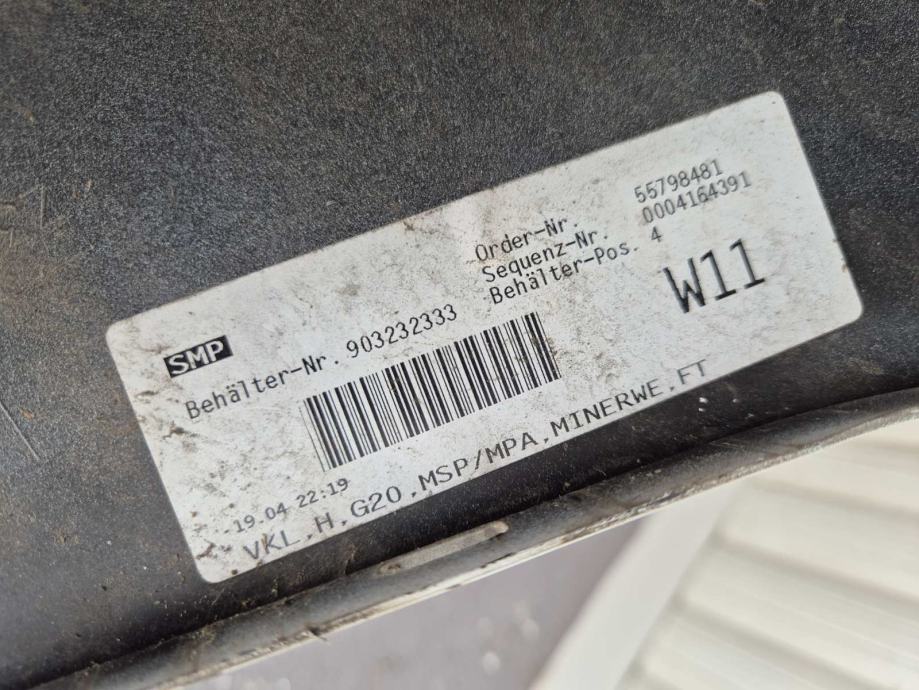 Order-Nr. 55798481
Sequenz-Nr. 0004164391
Behälter-Pos. 4
W11
SMP
Behälter-Nr. 903232333
19.04 22:19
VKL,H,G20,MSP/MPA,MINERWE,FT